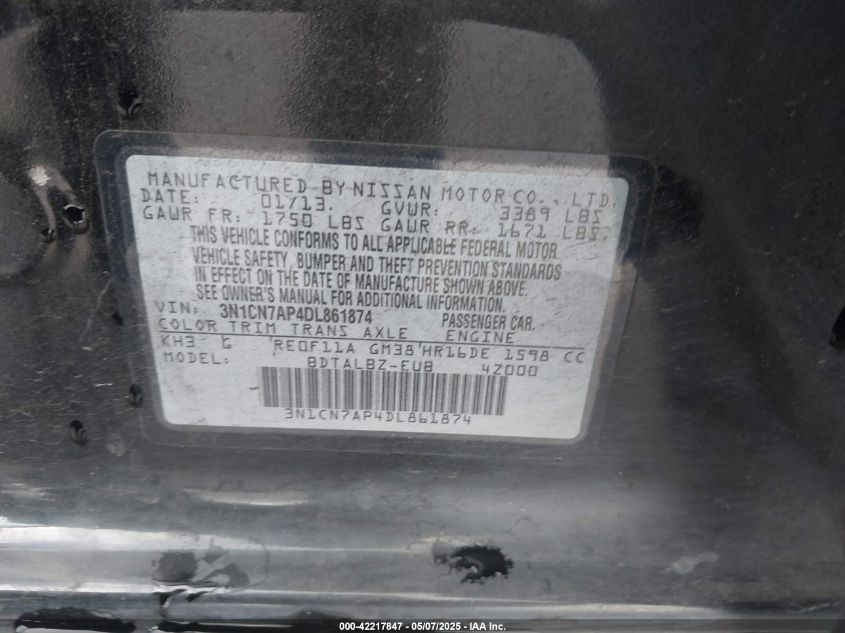 MANUFACTURED BY NISSAN MOTOR CO., LTD.
DATE: 01/13. GVWR: 3389 LBS
GAWR FR: 1750 LBS GAWR RR: 1671 LBS.
THIS VEHICLE CONFORMS TO ALL APPLICABLE FEDERAL MOTOR
VEHICLE SAFETY, BUMPER AND THEFT PREVENTION STANDARDS
IN EFFECT ON THE DATE OF MANUFACTURE SHOWN ABOVE.
SEE OWNER'S MANUAL FOR ADDITIONAL INFORMATION.
VIN: 3N1CN7AP4DL861874 PASSENGER CAR.
COLOR TRIM TRANS AXLE ENGINE
KH3 G RE0F11A GM38 HR16DE 1598 CC
MODEL: BDTALBZ-EUB 4Z000
3N1CN7AP4DL861874
000-42217847 - 05/07/2025 - IAA Inc.